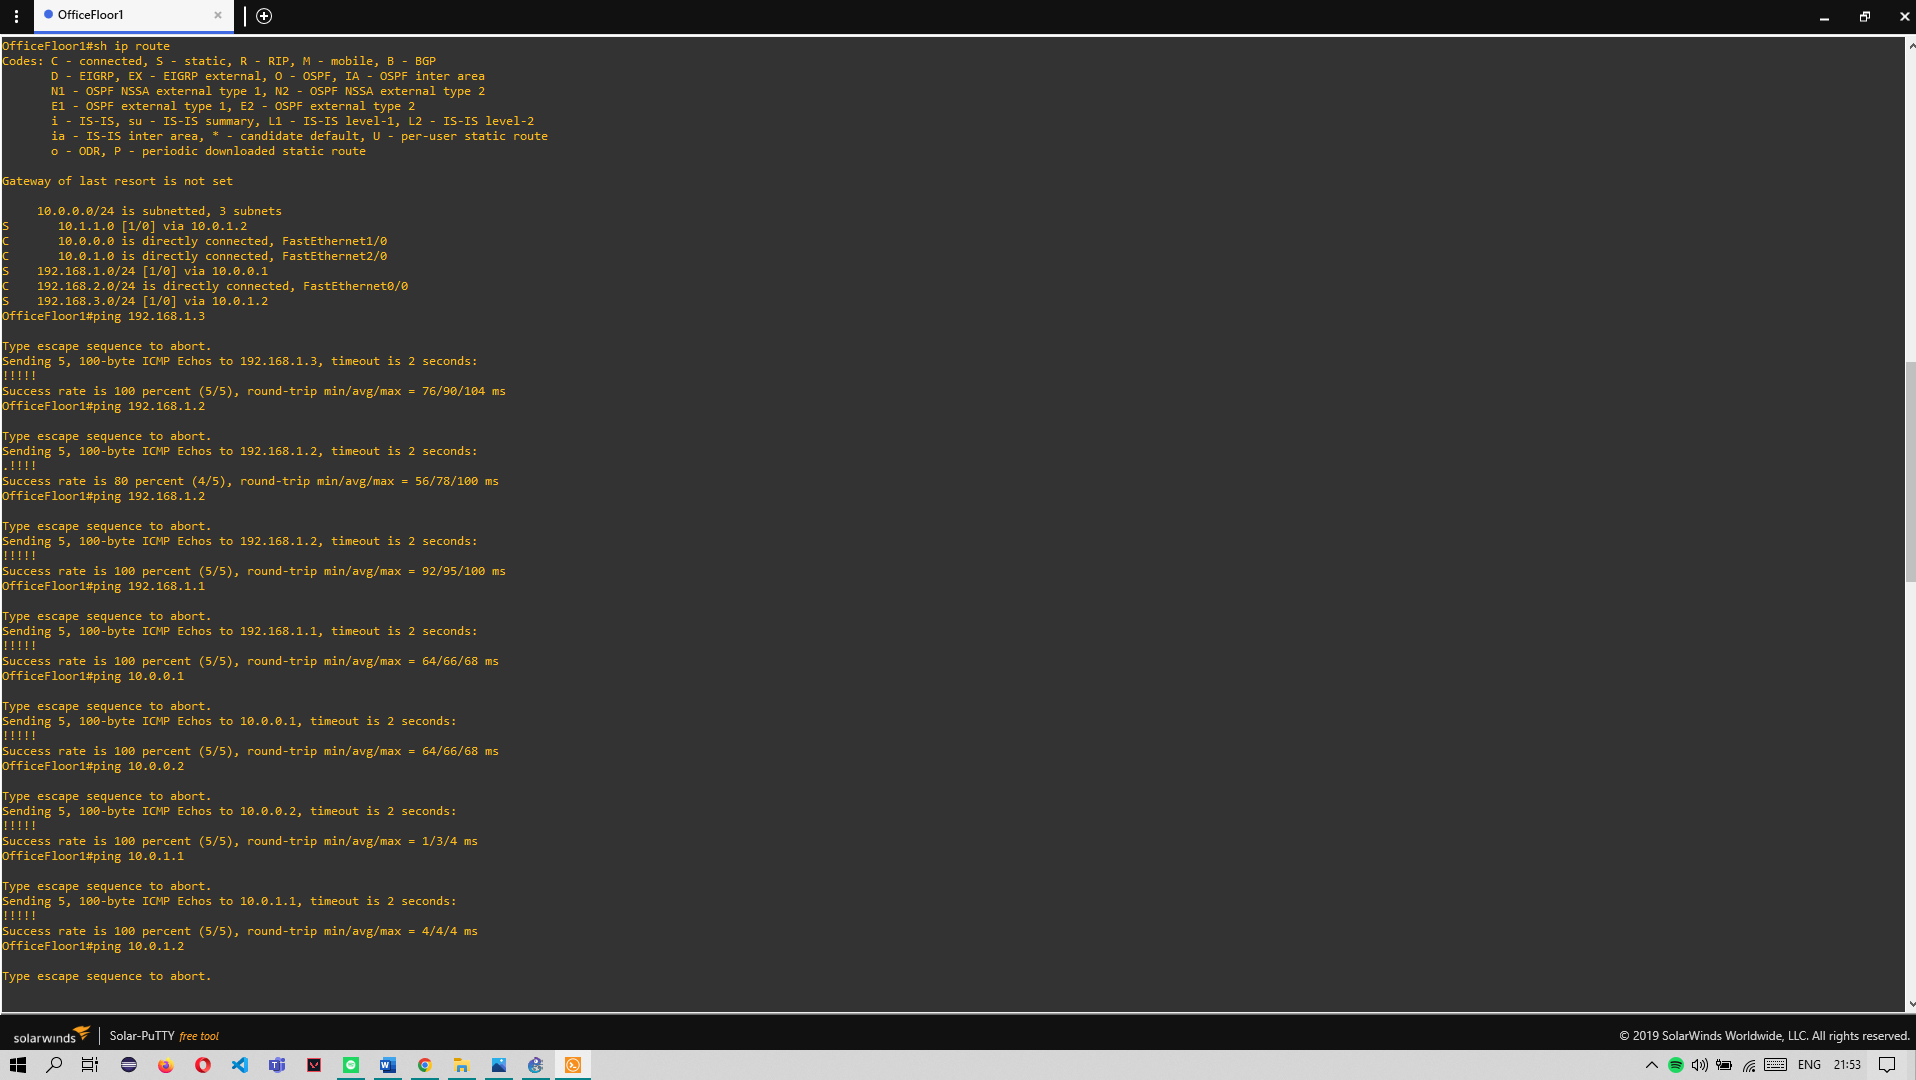 OfficeFloor1
OfficeFloor1#sh ip route
Codes: C - connected, S - static, R - RIP, M - mobile, B - BGP
       D - EIGRP, EX - EIGRP external, O - OSPF, IA - OSPF inter area
       N1 - OSPF NSSA external type 1, N2 - OSPF NSSA external type 2
       E1 - OSPF external type 1, E2 - OSPF external type 2
       i - IS-IS, su - IS-IS summary, L1 - IS-IS level-1, L2 - IS-IS level-2
       ia - IS-IS inter area, * - candidate default, U - per-user static route
       o - ODR, P - periodic downloaded static route
Gateway of last resort is not set
     10.0.0.0/24 is subnetted, 3 subnets
S       10.1.1.0 [1/0] via 10.0.1.2
C       10.0.0.0 is directly connected, FastEthernet1/0
C       10.0.1.0 is directly connected, FastEthernet2/0
S    192.168.1.0/24 [1/0] via 10.0.0.1
C    192.168.2.0/24 is directly connected, FastEthernet0/0
S    192.168.3.0/24 [1/0] via 10.0.1.2
OfficeFloor1#ping 192.168.1.3
Type escape sequence to abort.
Sending 5, 100-byte ICMP Echos to 192.168.1.3, timeout is 2 seconds:
!!!!!
Success rate is 100 percent (5/5), round-trip min/avg/max = 76/90/104 ms
OfficeFloor1#ping 192.168.1.2
Type escape sequence to abort.
Sending 5, 100-byte ICMP Echos to 192.168.1.2, timeout is 2 seconds:
.!!!!
Success rate is 80 percent (4/5), round-trip min/avg/max = 56/78/100 ms
OfficeFloor1#ping 192.168.1.2
Type escape sequence to abort.
Sending 5, 100-byte ICMP Echos to 192.168.1.2, timeout is 2 seconds:
!!!!!
Success rate is 100 percent (5/5), round-trip min/avg/max = 92/95/100 ms
OfficeFloor1#ping 192.168.1.1
Type escape sequence to abort.
Sending 5, 100-byte ICMP Echos to 192.168.1.1, timeout is 2 seconds:
!!!!!
Success rate is 100 percent (5/5), round-trip min/avg/max = 64/66/68 ms
OfficeFloor1#ping 10.0.0.1
Type escape sequence to abort.
Sending 5, 100-byte ICMP Echos to 10.0.0.1, timeout is 2 seconds:
!!!!!
Success rate is 100 percent (5/5), round-trip min/avg/max = 64/66/68 ms
OfficeFloor1#ping 10.0.0.2
Type escape sequence to abort.
Sending 5, 100-byte ICMP Echos to 10.0.0.2, timeout is 2 seconds:
!!!!!
Success rate is 100 percent (5/5), round-trip min/avg/max = 1/3/4 ms
OfficeFloor1#ping 10.0.1.1
Type escape sequence to abort.
Sending 5, 100-byte ICMP Echos to 10.0.1.1, timeout is 2 seconds:
!!!!!
Success rate is 100 percent (5/5), round-trip min/avg/max = 4/4/4 ms
OfficeFloor1#ping 10.0.1.2
Type escape sequence to abort.
solarwinds Solar-PuTTY free tool © 2019 SolarWinds Worldwide, LLC. All rights reserved.
ENG 21:53